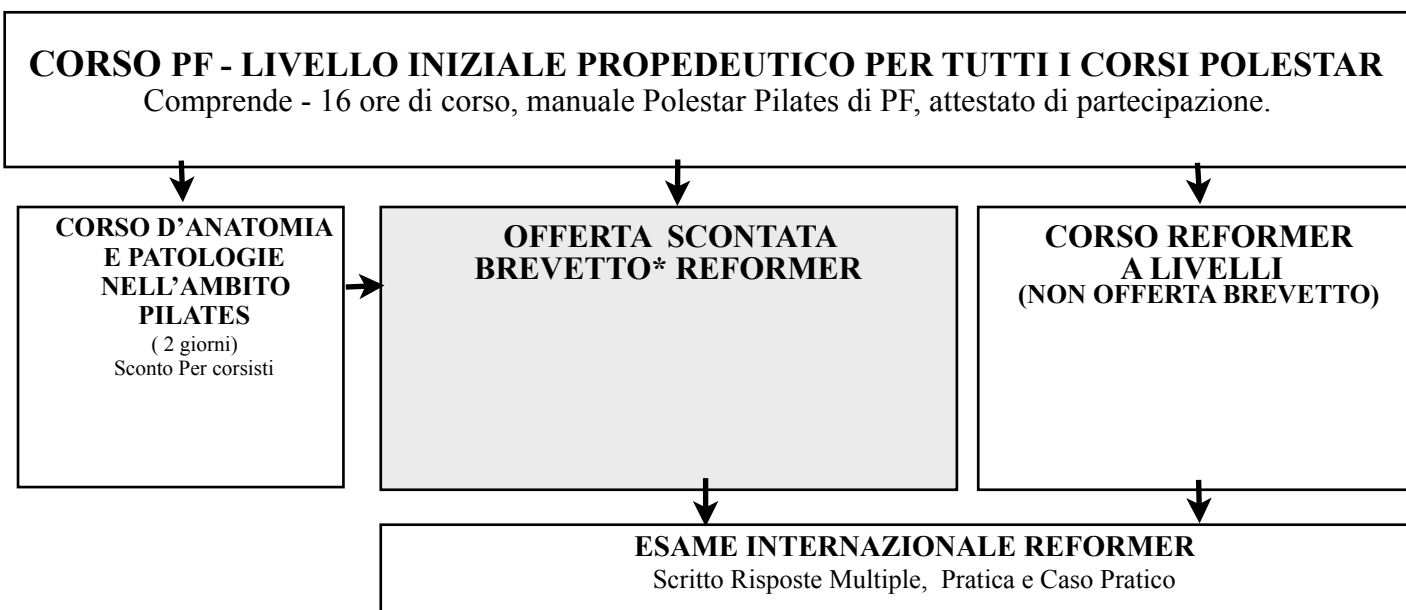 CORSO PF - LIVELLO INIZIALE PROPEDEUTICO PER TUTTI I CORSI POLESTAR
Comprende - 16 ore di corso, manuale Polestar Pilates di PF, attestato di partecipazione.
CORSO D'ANATOMIA
E PATOLOGIE
NELL'AMBITO
PILATES
( 2 giorni)
Sconto Per corsisti
OFFERTA SCONTATA
BREVETTO* REFORMER
CORSO REFORMER
A LIVELLI
(NON OFFERTA BREVETTO)
ESAME INTERNAZIONALE REFORMER
Scritto Risposte Multiple, Pratica e Caso Pratico